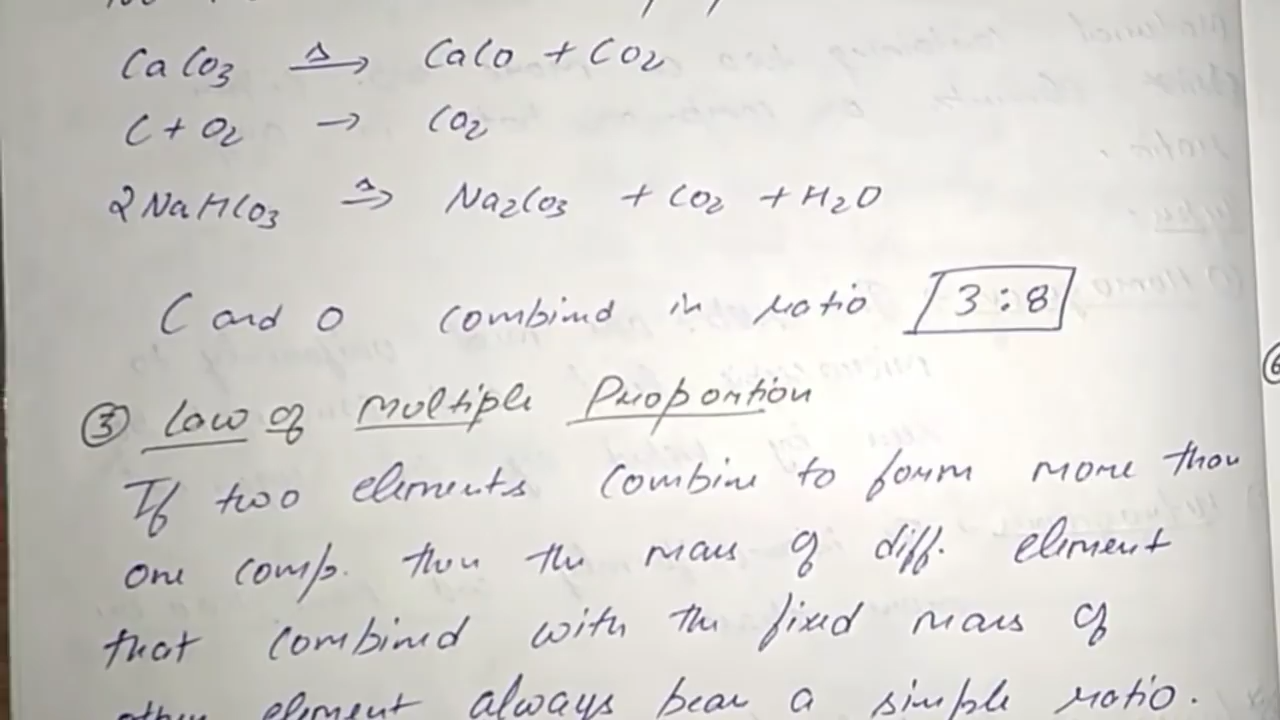 CaCo3 Δ→ CaCo + Co2
C + O2 → Co2
2NaHCo3 Δ→ Na2Co3 + Co2 + H2O
C and O combind in ratio 3:8
③ Law of Multiple Proportion
If two elements combine to form more than
one comp. then the mass of diff. element
that combined with the fixed mass of
other element always bear a simple ratio.